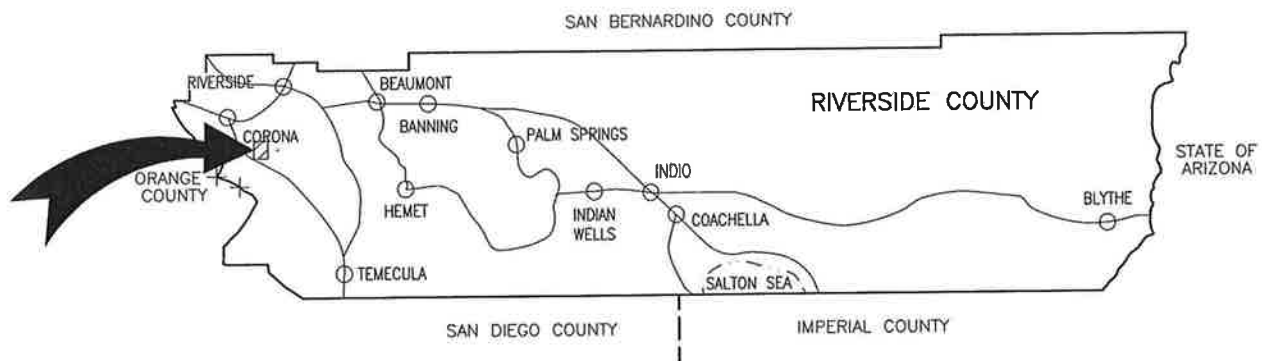 SAN BERNARDINO COUNTY
RIVERSIDE
BEAUMONT
RIVERSIDE COUNTY
BANNING
CORONA
PALM SPRINGS
STATE OF
ARIZONA
ORANGE
COUNTY
INDIO
HEMET
INDIAN
WELLS
COACHELLA
BLYTHE
TEMECULA
SALTON SEA
SAN DIEGO COUNTY
IMPERIAL COUNTY